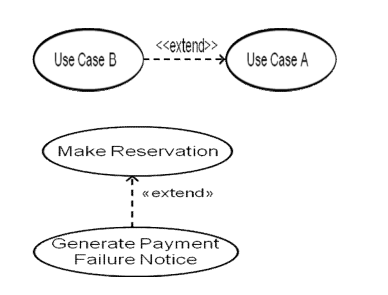 <<extend>>
Use Case B
Use Case A
Make Reservation
«extend»
Generate Payment
Failure Notice